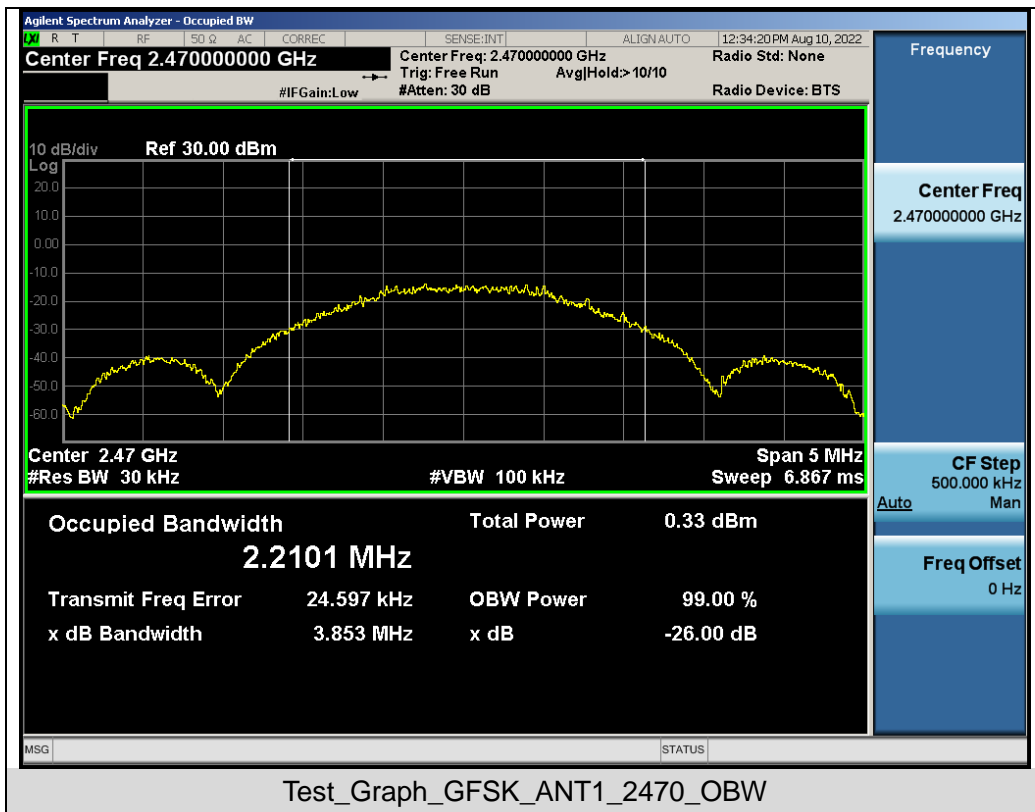 Agilent Spectrum Analyzer - Occupied BW
LXI R T RF 50 Ω AC CORREC SENSE:INT ALIGN AUTO 12:34:20 PM Aug 10, 2022
Center Freq 2.470000000 GHz
Center Freq: 2.470000000 GHz
Radio Std: None
Trig: Free Run Avg|Hold:> 10/10
#IFGain:Low
#Atten: 30 dB
Radio Device: BTS
10 dB/div Ref 30.00 dBm
Log
20.0
10.0
0.00
-10.0
-20.0
-30.0
-40.0
-50.0
-60.0
Center 2.47 GHz Span 5 MHz
#Res BW 30 kHz #VBW 100 kHz Sweep 6.867 ms
Occupied Bandwidth Total Power 0.33 dBm
2.2101 MHz
Transmit Freq Error 24.597 kHz OBW Power 99.00 %
x dB Bandwidth 3.853 MHz x dB -26.00 dB
MSG STATUS
Frequency
Center Freq
2.470000000 GHz
CF Step
500.000 kHz
Auto Man
Freq Offset
0 Hz
Test_Graph_GFSK_ANT1_2470_OBW